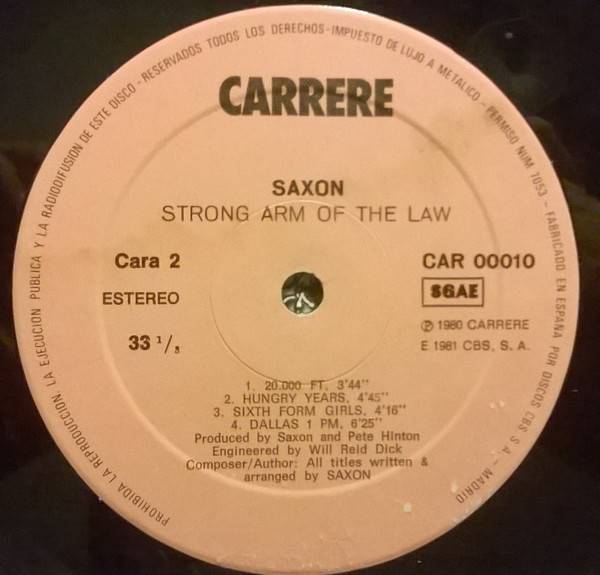 PROHIBIDA LA REPRODUCCION, LA EJECUCION PUBLICA Y LA RADIODIFUSION DE ESTE DISCO - RESERVADOS TODOS LOS DERECHOS - IMPUESTO DE LUJO A METALICO - PERMISO NUM. 7053 - FABRICADO EN ESPAÑA POR DISCOS CBS S.A. - MADRID
CARRERE
SAXON
STRONG ARM OF THE LAW
Cara 2
CAR 00010
ESTEREO
SGAE
33 1/3
℗ 1980 CARRERE
E 1981 CBS, S. A.
1. 20.000 FT, 3'44''
2. HUNGRY YEARS, 4'45''
3. SIXTH FORM GIRLS, 4'16''
4. DALLAS 1 PM, 6'25''
Produced by Saxon and Pete Hinton
Engineered by Will Reid Dick
Composer/Author: All titles written &
arranged by SAXON